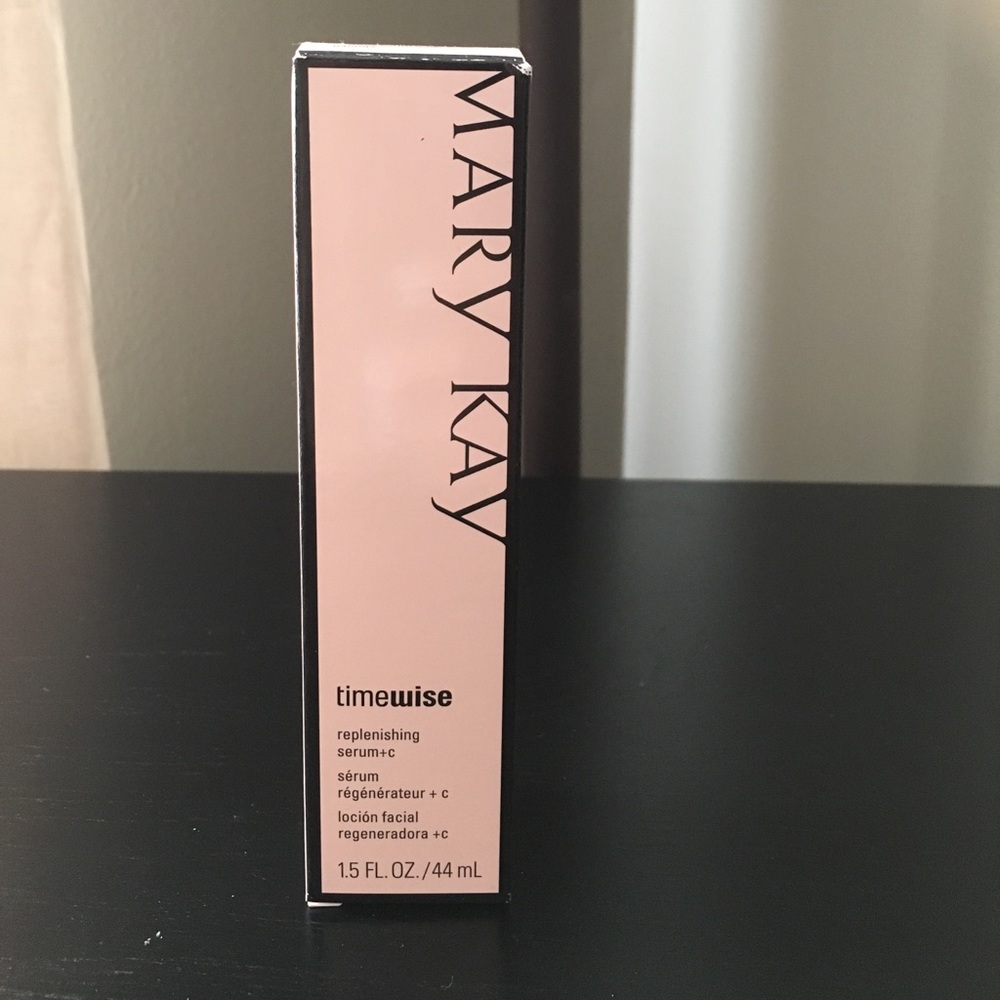 MARY KAY
timewise
replenishing
serum+c
sérum
régénérateur + c
loción facial
regeneradora +c
1.5 FL. OZ. / 44 mL